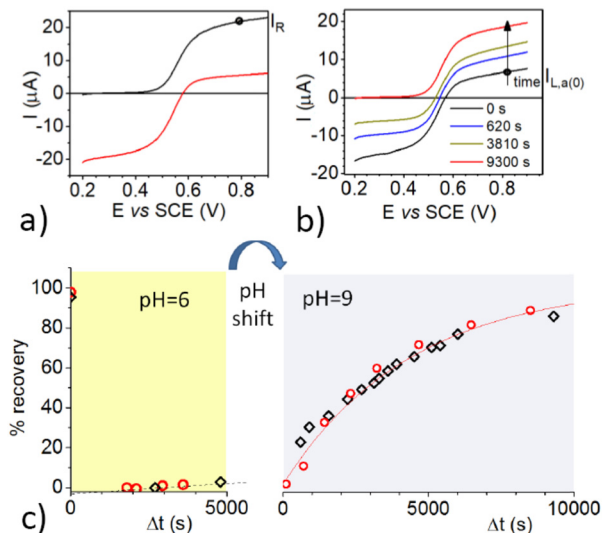 20
10
0
-10
-20
I (μA)
I_R
0.2 0.4 0.6 0.8
E vs SCE (V)
a)
20
10
0
-10
-20
I (μA)
time I_L,a(0)
0 s
620 s
3810 s
9300 s
0.2 0.4 0.6 0.8
E vs SCE (V)
b)
100
80
60
40
20
0
% recovery
pH=6
pH
shift
pH=9
0 5000
Δt (s)
0 5000 10000
Δt (s)
c)